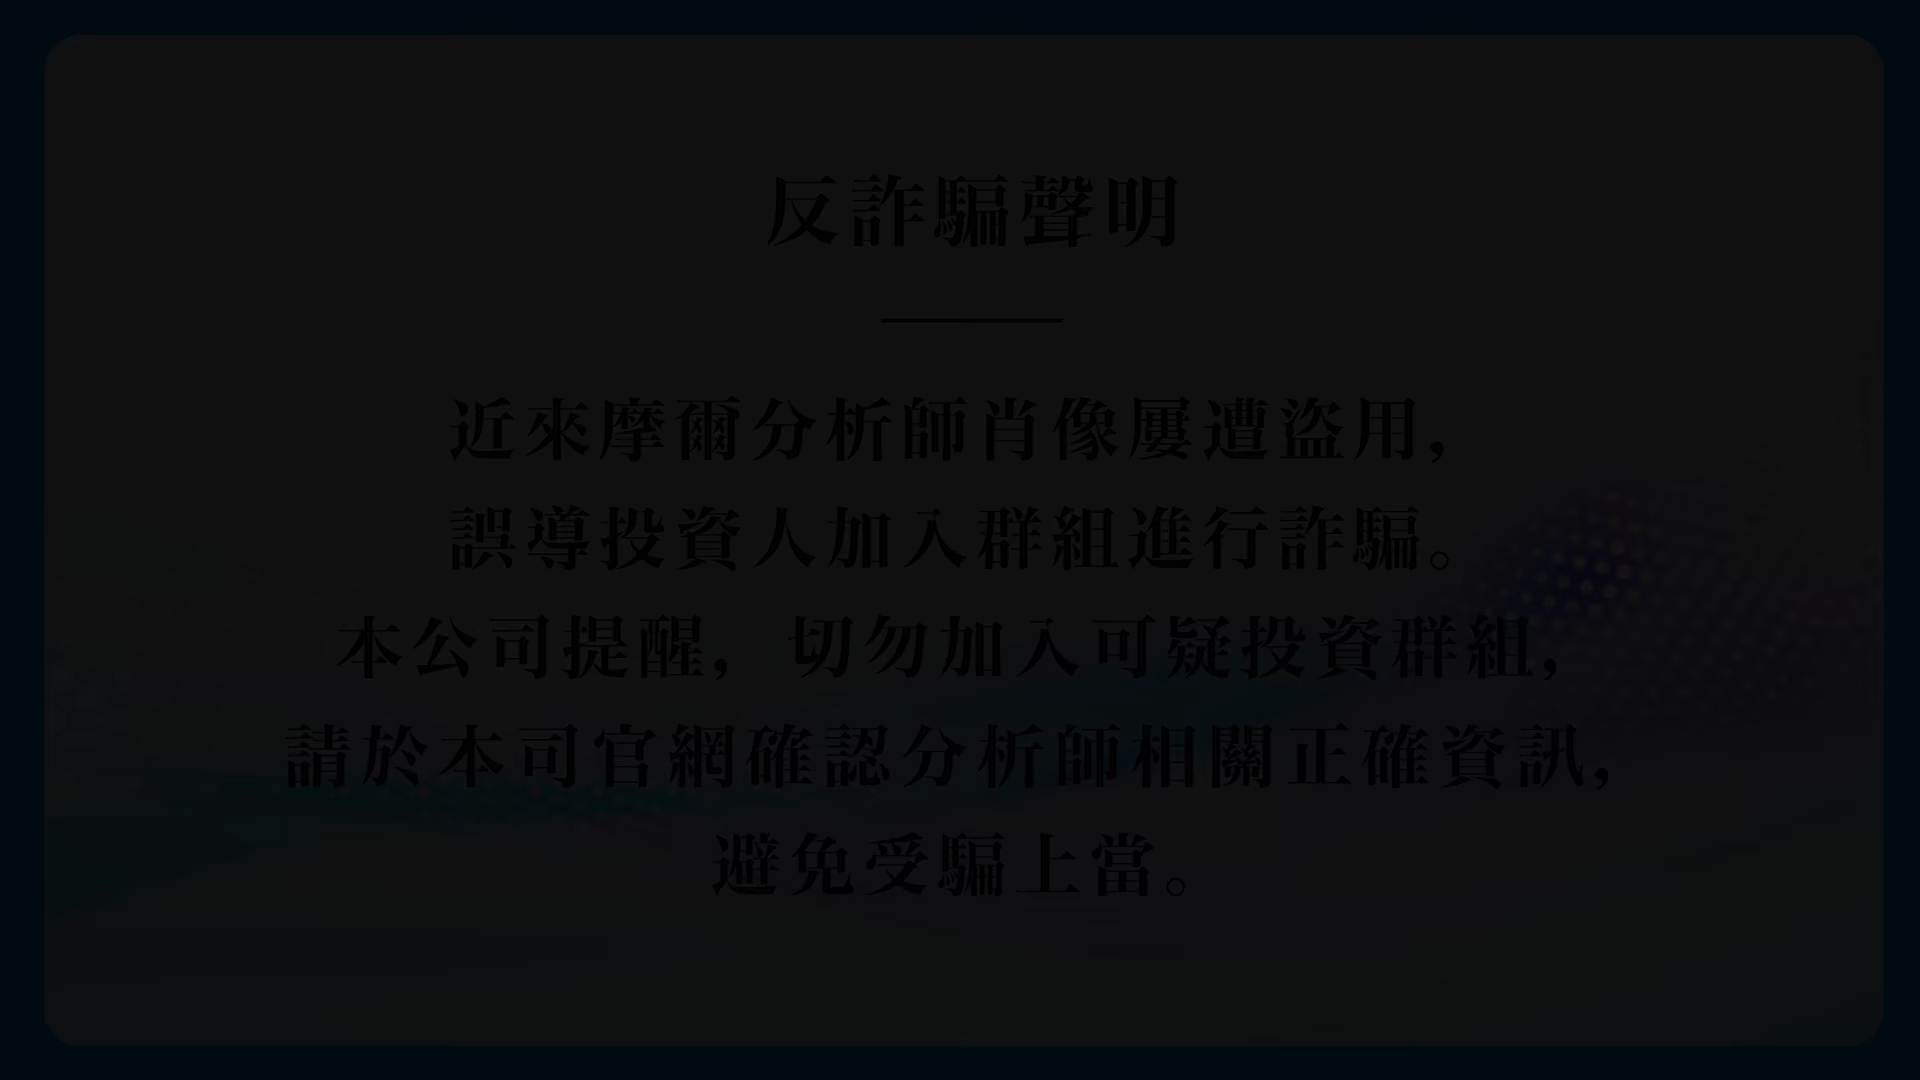 反詐騙聲明
近來摩爾分析師肖像屢遭盜用，
誤導投資人加入群組進行詐騙。
本公司提醒，切勿加入可疑投資群組，
請於本司官網確認分析師相關正確資訊，
避免受騙上當。